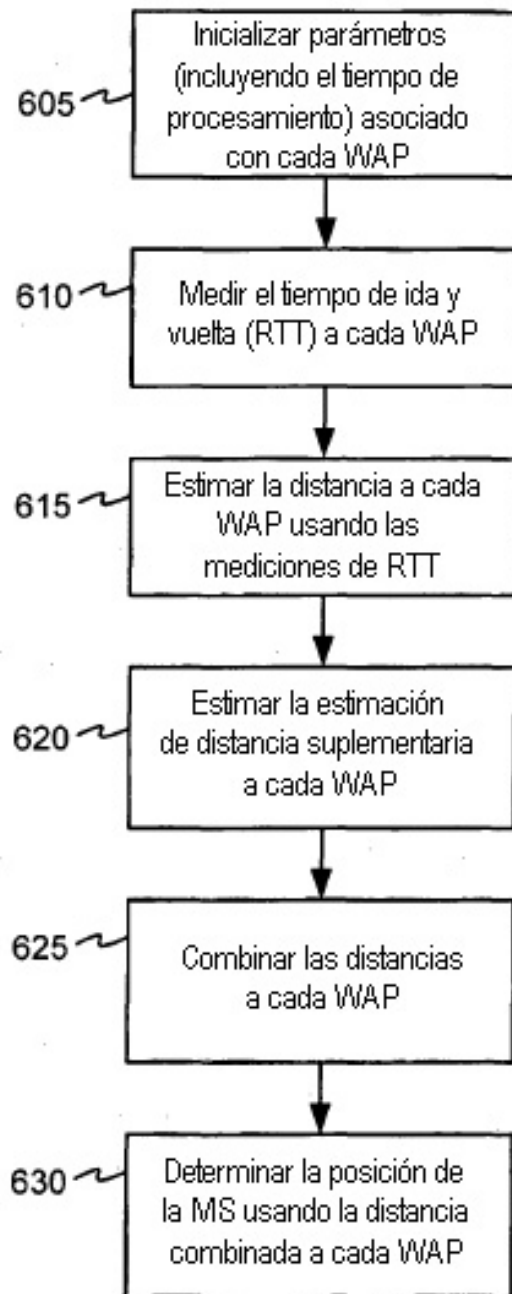 605
Inicializar parámetros
(incluyendo el tiempo de
procesamiento) asociado
con cada WAP
610
Medir el tiempo de ida y
vuelta (RTT) a cada WAP
615
Estimar la distancia a cada
WAP usando las
mediciones de RTT
620
Estimar la estimación
de distancia suplementaria
a cada WAP
625
Combinar las distancias
a cada WAP
630
Determinar la posición de
la MS usando la distancia
combinada a cada WAP